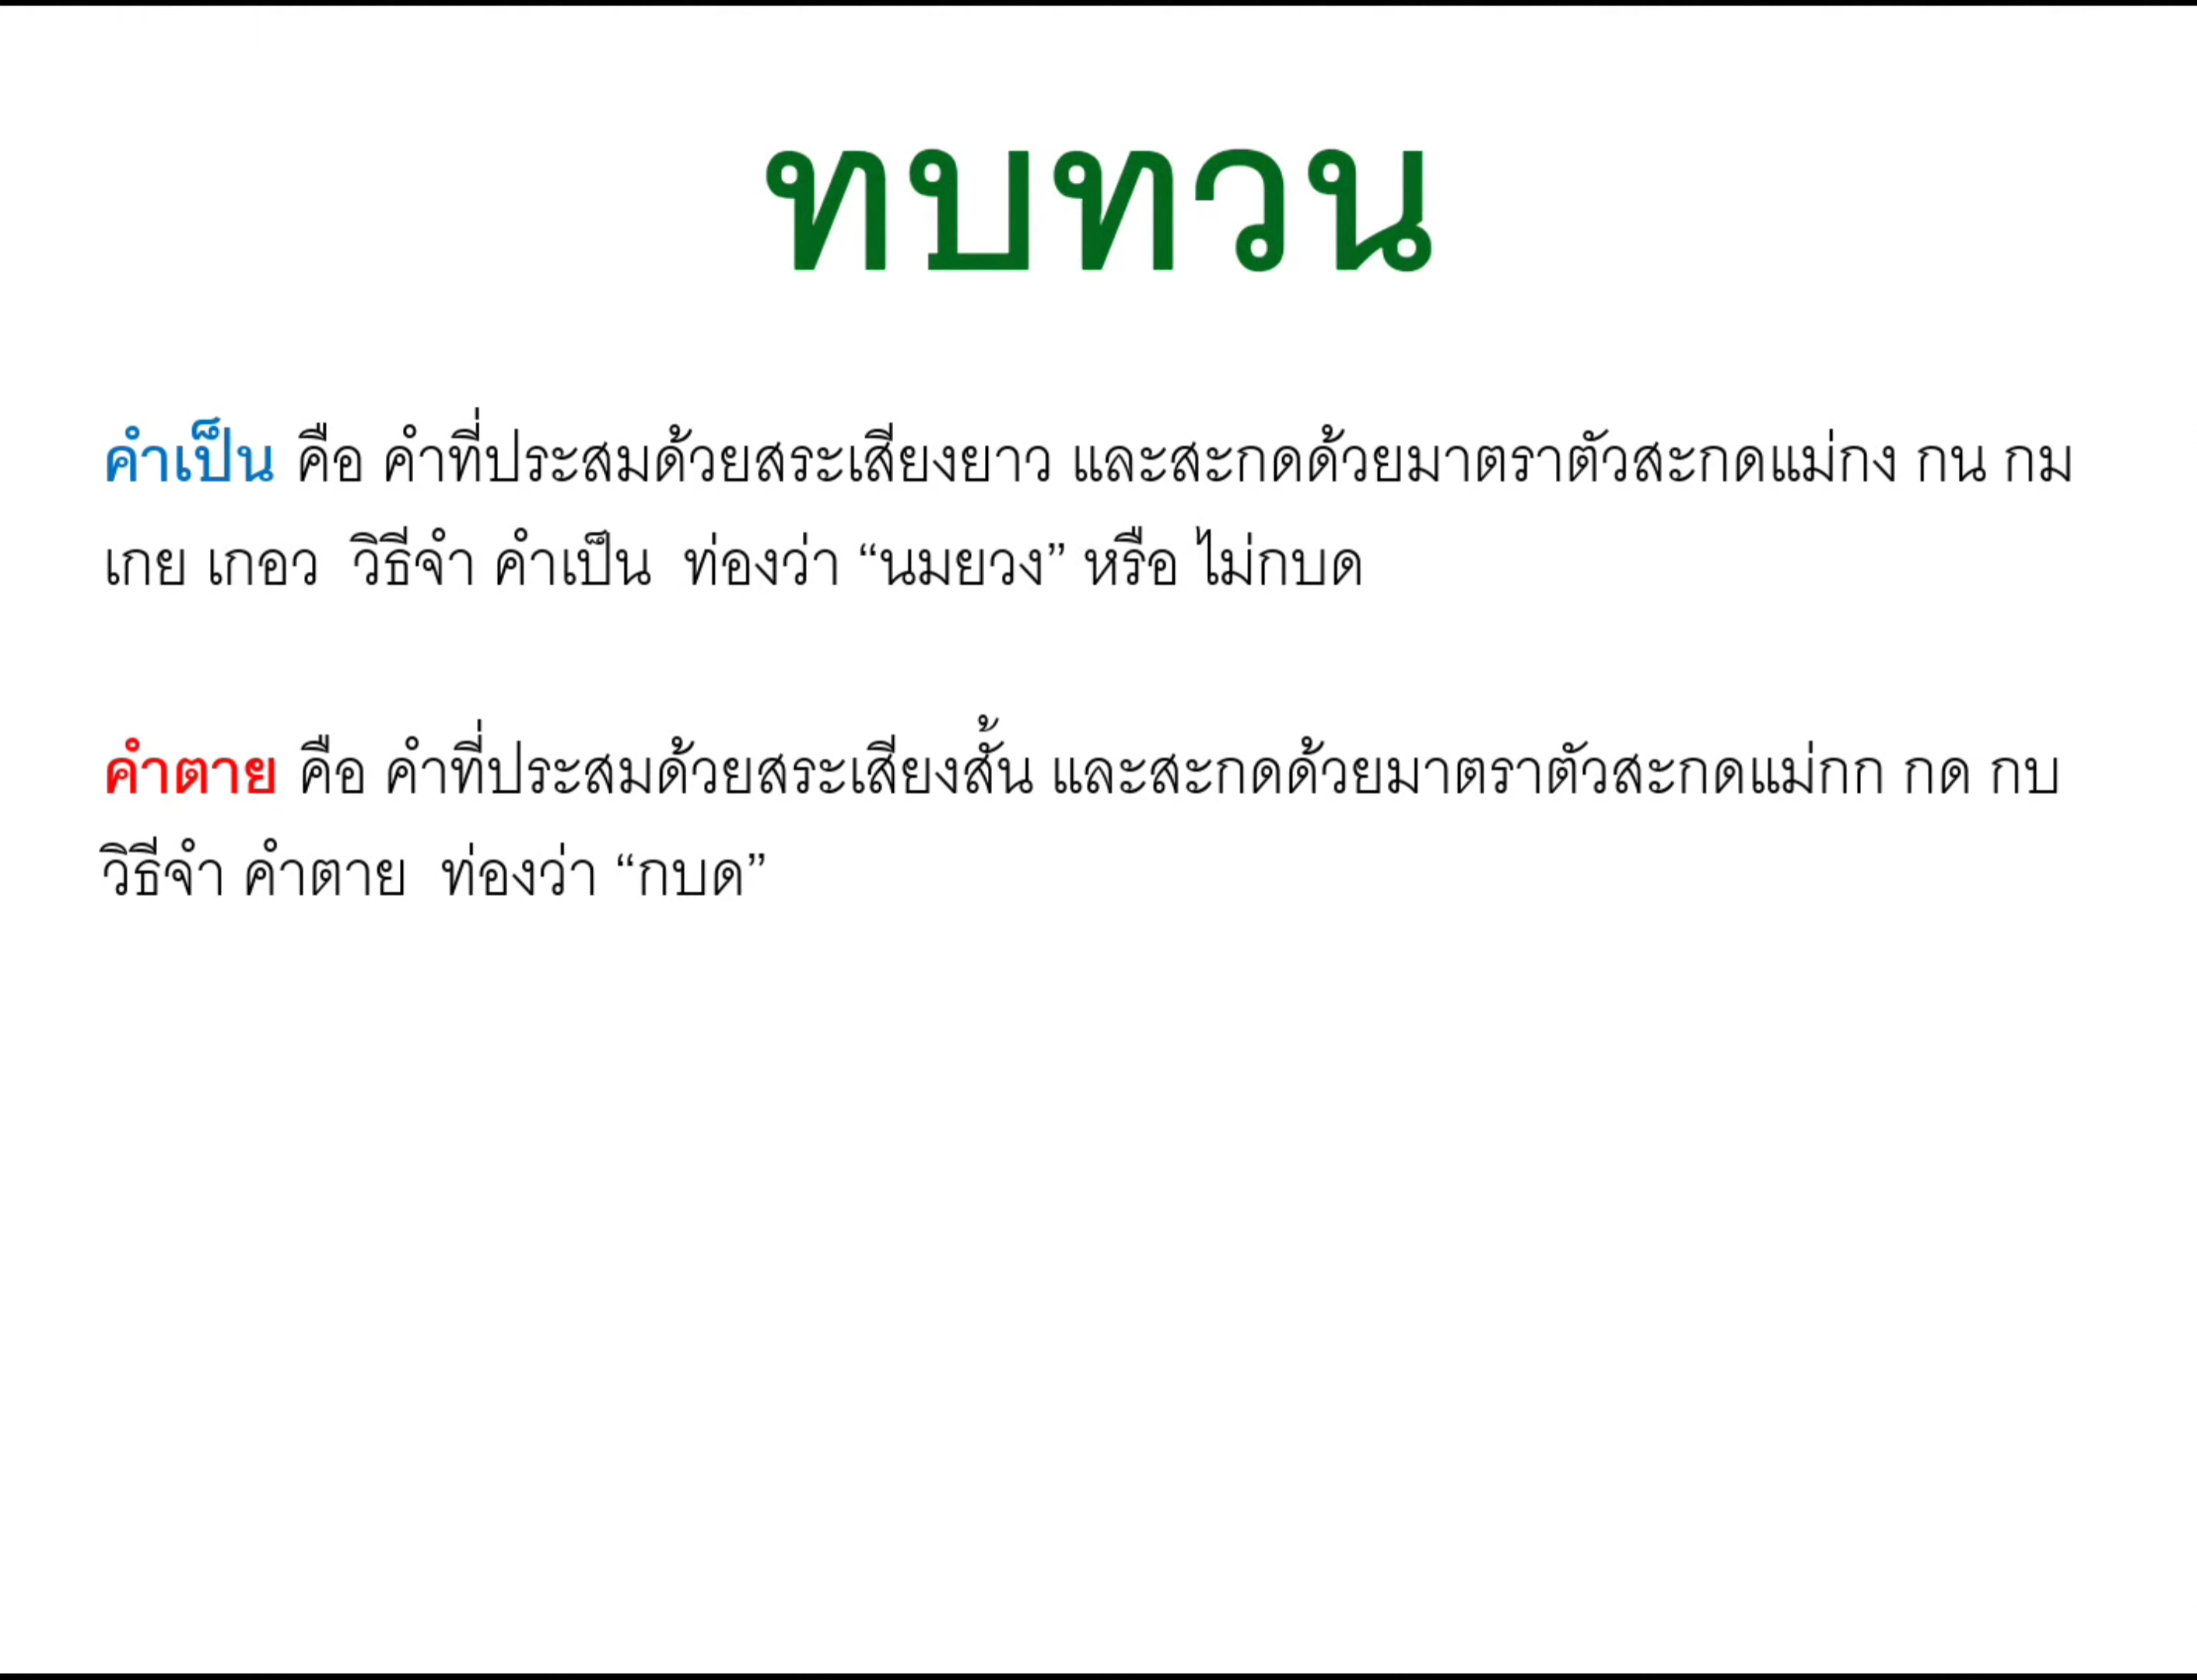 ทบทวน
คำเป็น คือ คำที่ประสมด้วยสระเสียงยาว และสะกดด้วยมาตราตัวสะกดแม่กง กน กม
เกย เกอว วิธีจำ คำเป็น ท่องว่า “นมยวง” หรือ ไม่กบด
คำตาย คือ คำที่ประสมด้วยสระเสียงสั้น และสะกดด้วยมาตราตัวสะกดแม่กก กด กบ
วิธีจำ คำตาย ท่องว่า “กบด”